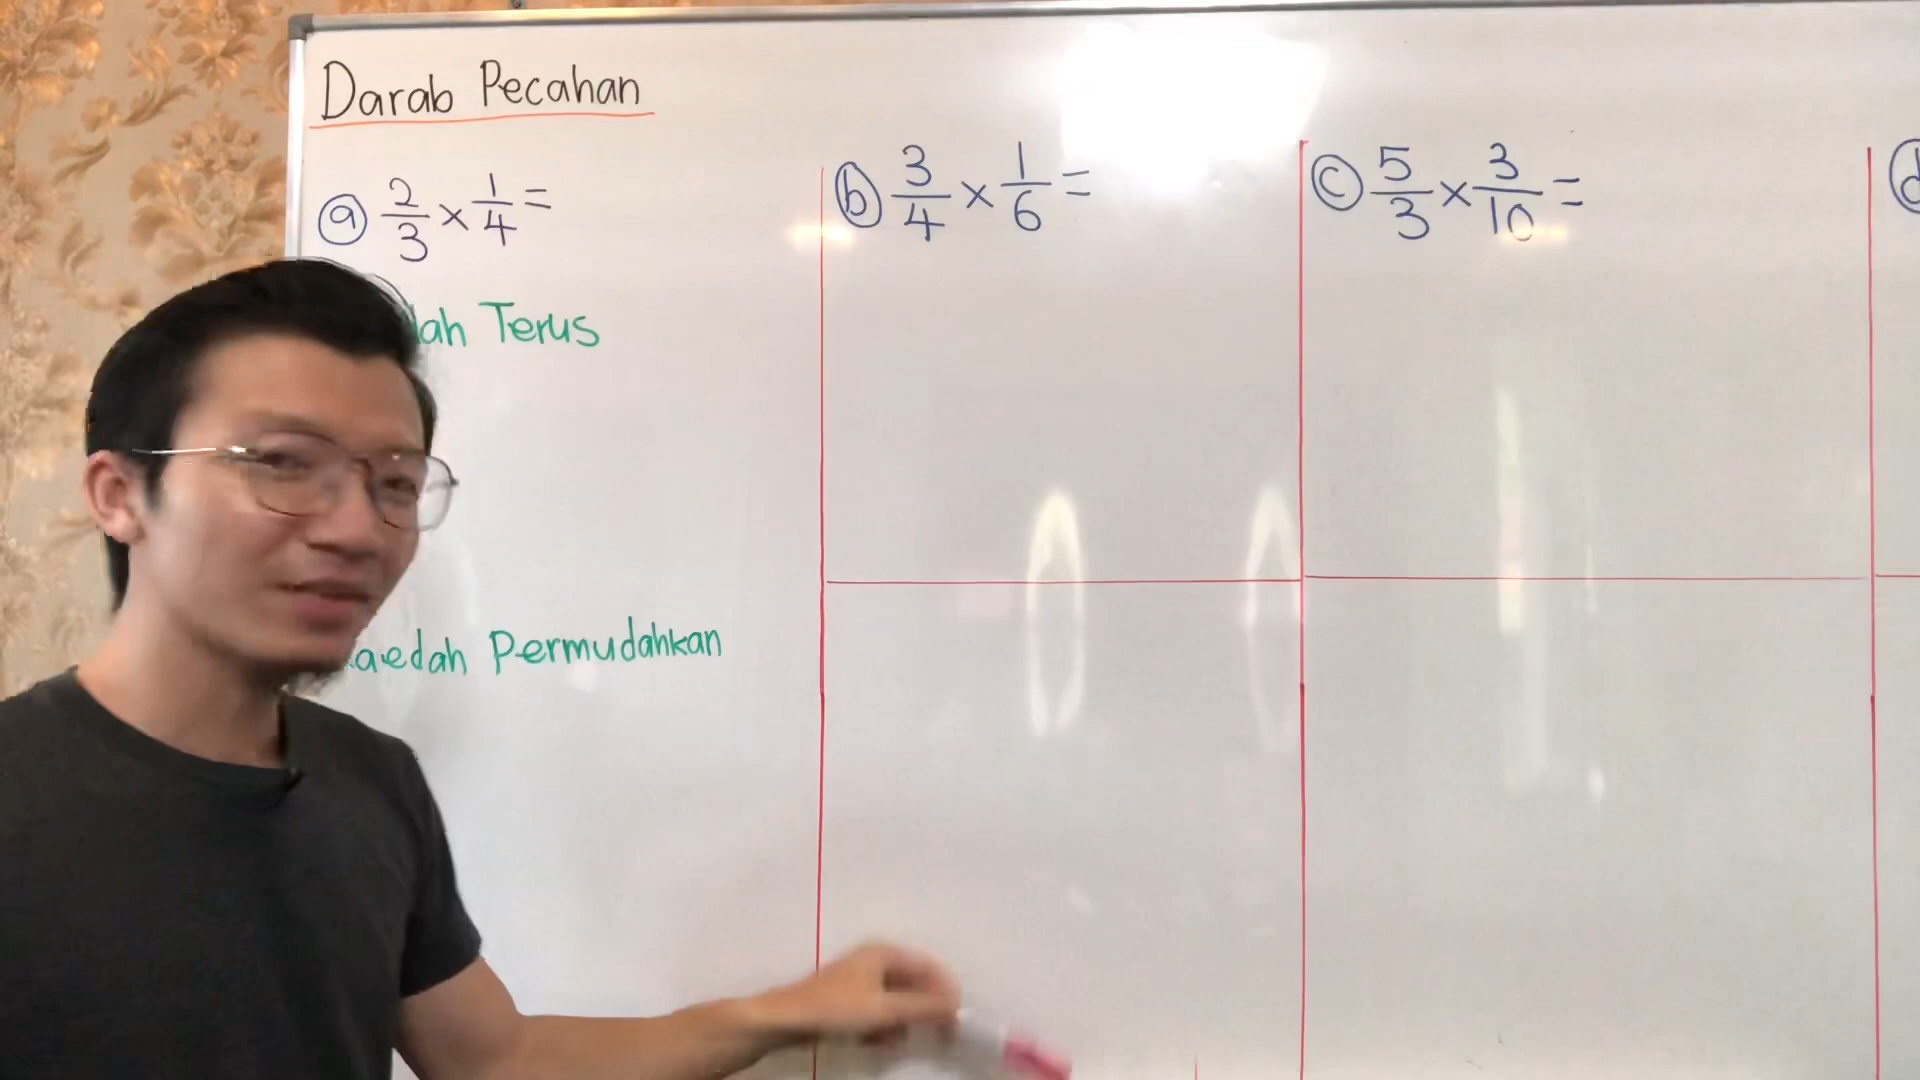 Darab Pecahan
ⓐ 2/3 × 1/4 =
ⓑ 3/4 × 1/6 =
ⓒ 5/3 × 3/10 =
ⓓ
Terus
Permudahkan